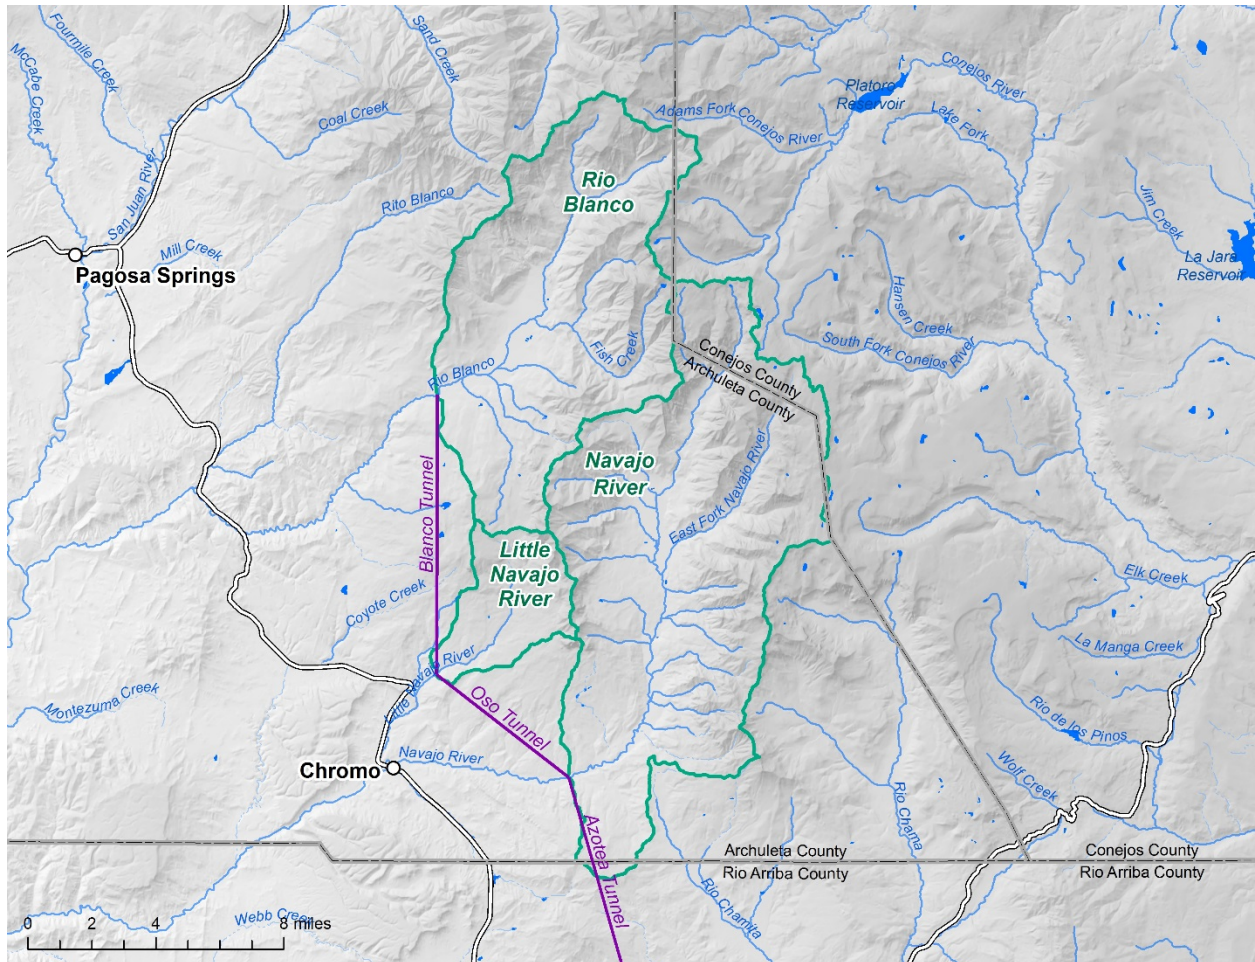 Fourmile Creek
McCabe Creek
Sand Creek
Coal Creek
San Juan River
Mill Creek
Rito Blanco
Pagosa Springs
Adams Fork Conejos River
Platoro
Reservoir
Conejos River
Lake Fork
Jim Creek
La Jara
Reservoir
Rio
Blanco
Hansen Creek
South Fork Conejos River
Fish Creek
Rio Blanco
Conejos County
Archuleta County
Navajo
River
East Fork Navajo River
Blanco Tunnel
Little
Navajo
River
Coyote Creek
Elk Creek
La Manga Creek
Rio de los Pinos
Wolf Creek
Little Navajo River
Montezuma Creek
Oso Tunnel
Navajo River
Chromo
Azotea Tunnel
Rio Chama
Rio Chamita
Archuleta County
Rio Arriba County
Conejos County
Rio Arriba County
Webb Creek
0 2 4 8 miles